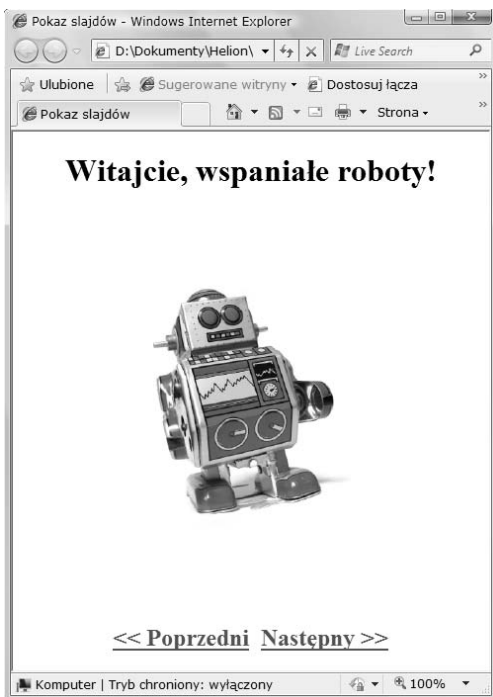 Pokaz slajdów - Windows Internet Explorer
D:\Dokumenty\Helion\ Live Search
Ulubione Sugerowane witryny Dostosuj łącza »
Pokaz slajdów Strona »
Witajcie, wspaniałe roboty!
<< Poprzedni Następny >>
Komputer | Tryb chroniony: wyłączony 100%